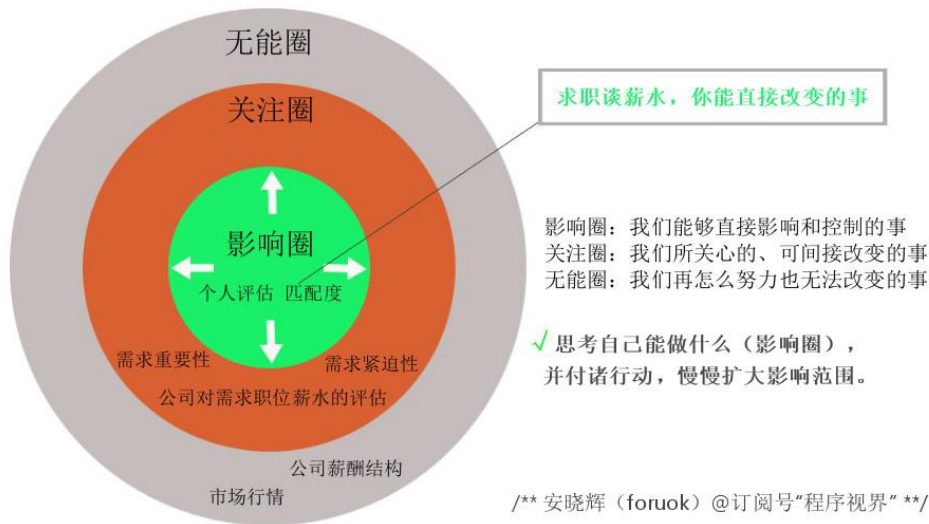 无能圈
关注圈
影响圈
个人评估 匹配度
需求重要性
需求紧迫性
公司对需求职位薪水的评估
公司薪酬结构
市场行情
求职谈薪水，你能直接改变的事
影响圈：我们能够直接影响和控制的事
关注圈：我们所关心的、可间接改变的事
无能圈：我们再怎么努力也无法改变的事
√ 思考自己能做什么（影响圈），
并付诸行动，慢慢扩大影响范围。
/** 安晓辉（foruok）@订阅号“程序视界” **/